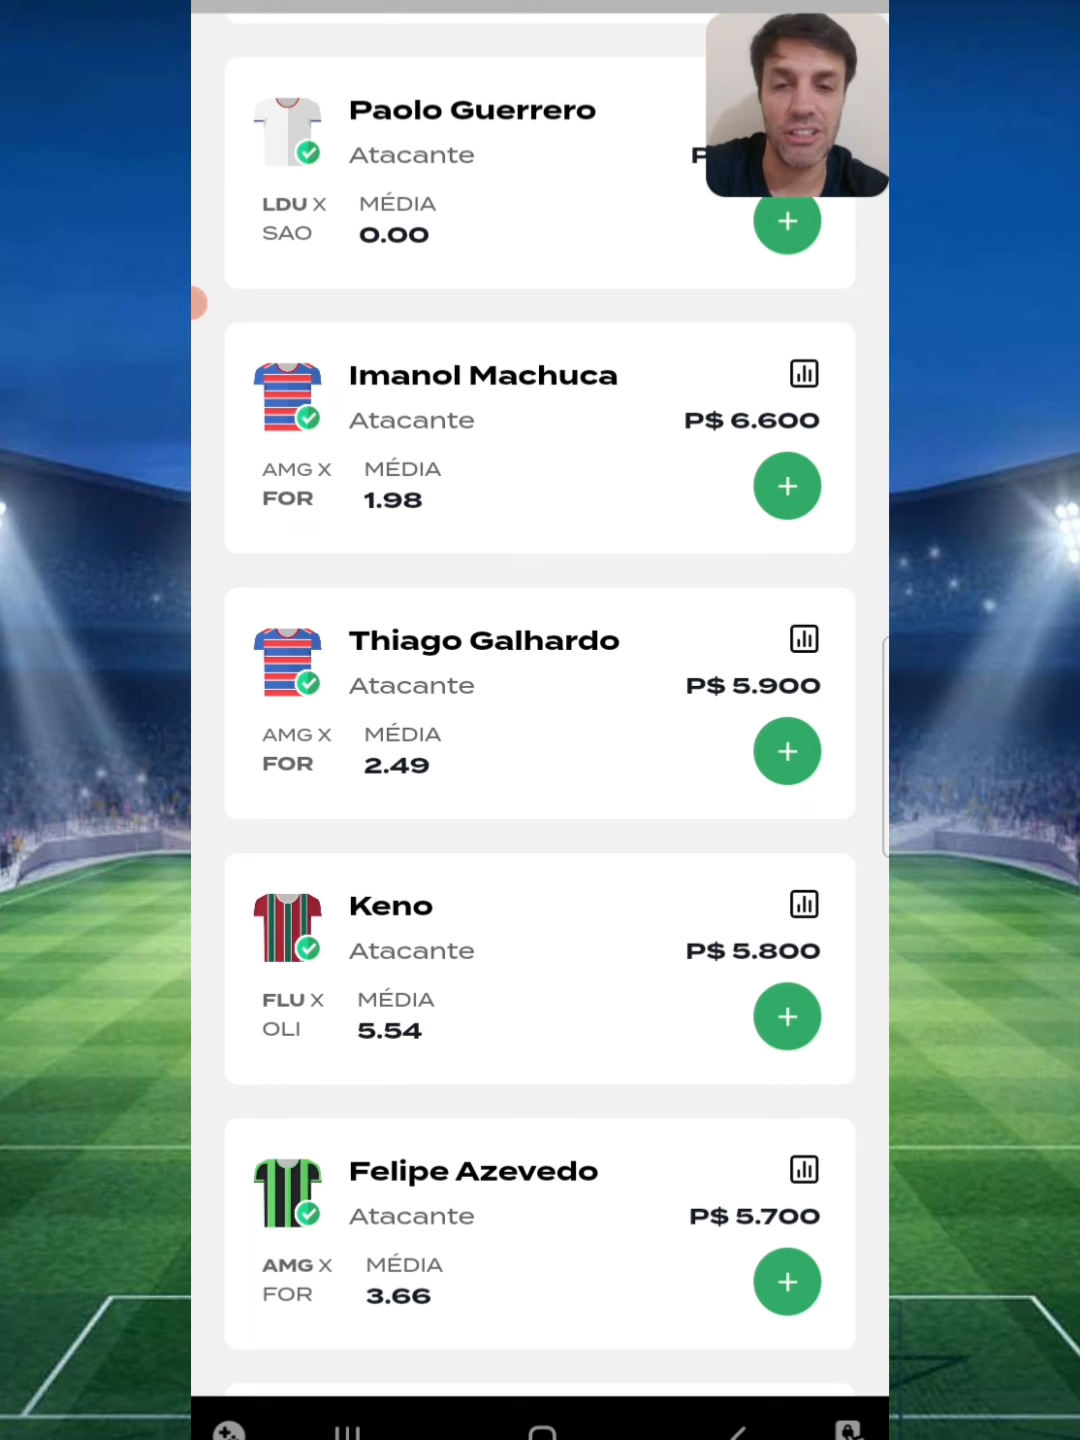 Paolo Guerrero
Atacante
P
LDU X MÉDIA
SAO 0.00
+
Imanol Machuca
Atacante P$ 6.600
AMG X MÉDIA
FOR 1.98
+
Thiago Galhardo
Atacante P$ 5.900
AMG X MÉDIA
FOR 2.49
+
Keno
Atacante P$ 5.800
FLU X MÉDIA
OLI 5.54
+
Felipe Azevedo
Atacante P$ 5.700
AMG X MÉDIA
FOR 3.66
+